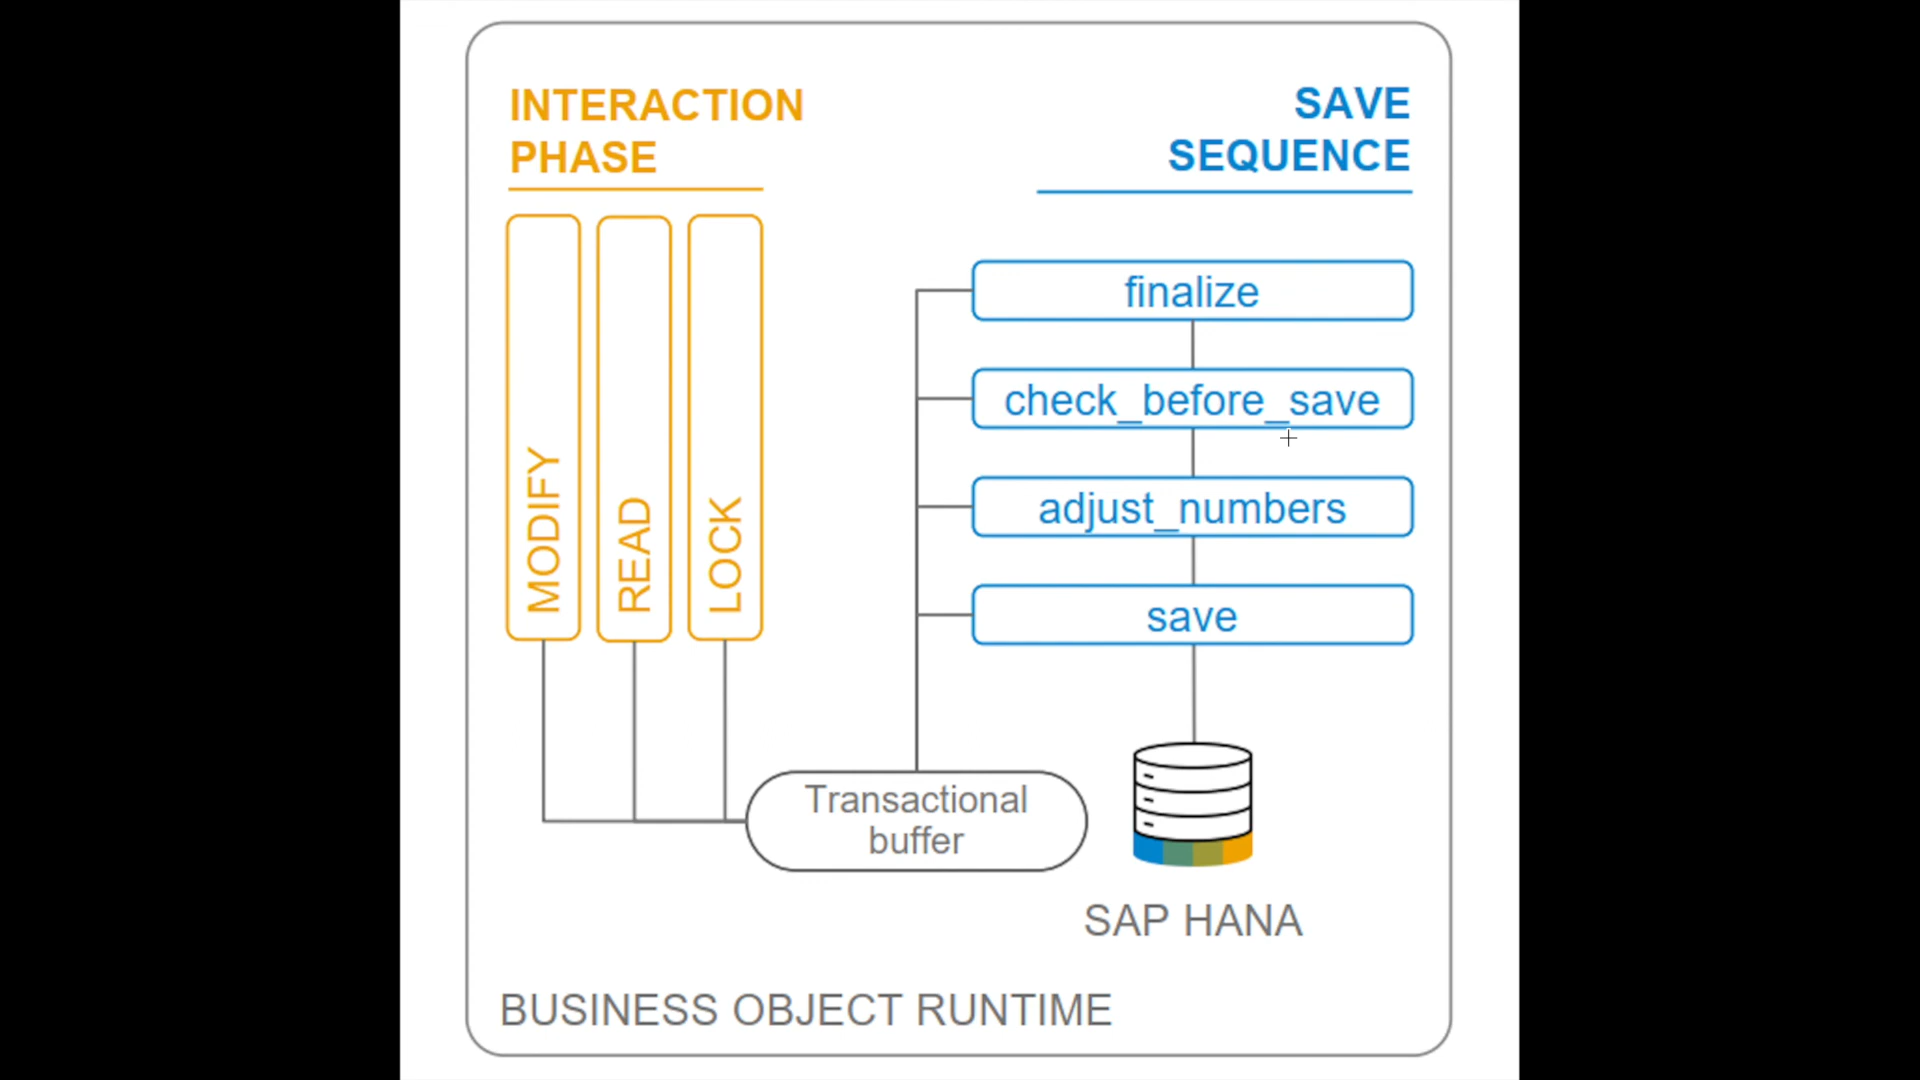 INTERACTION
PHASE
SAVE
SEQUENCE
MODIFY
READ
LOCK
finalize
check_before_save
adjust_numbers
save
Transactional
buffer
SAP HANA
BUSINESS OBJECT RUNTIME